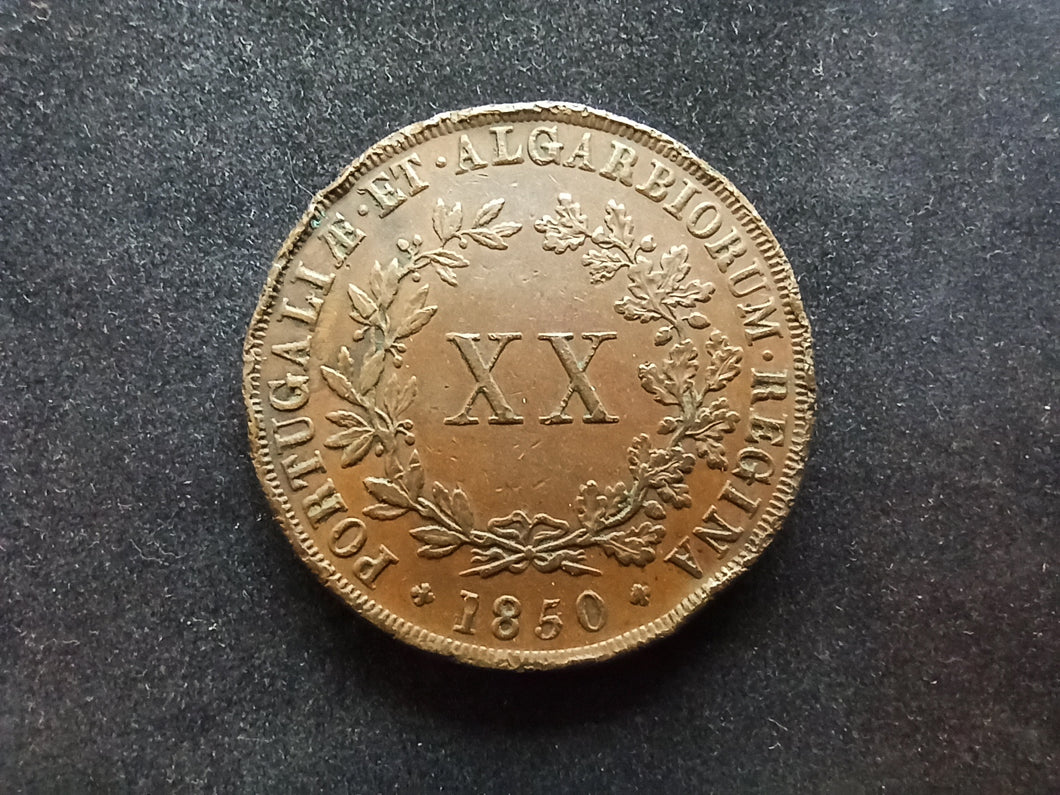 PORTUGALIÆ · ET · ALGARBIORUM · REGINA
XX
1850